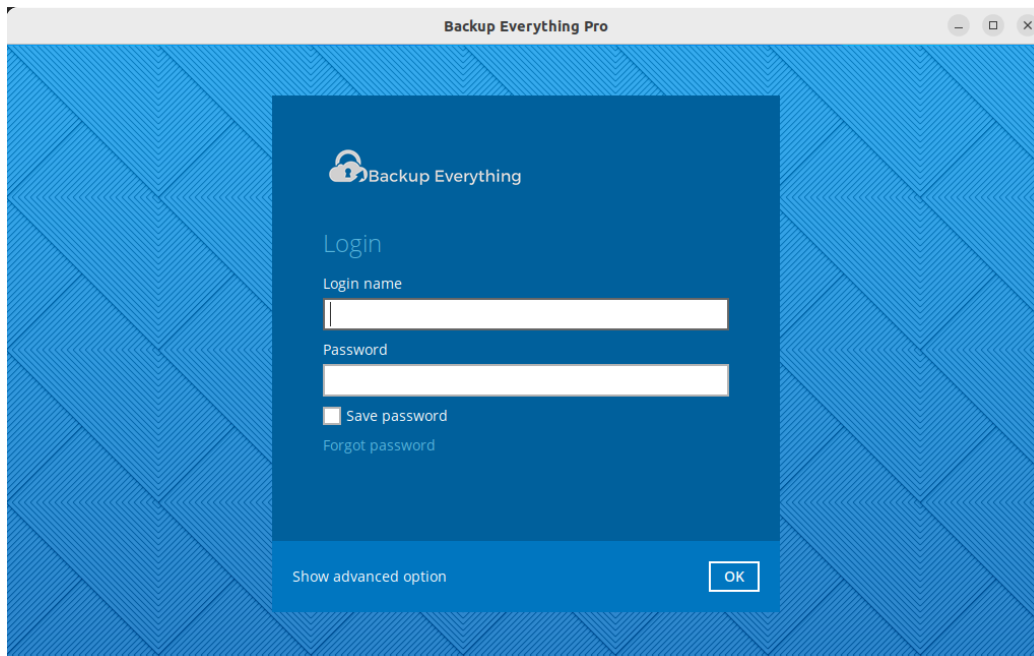 Backup Everything Pro
Backup Everything
Login
Login name
Password
Save password
Forgot password
Show advanced option
OK